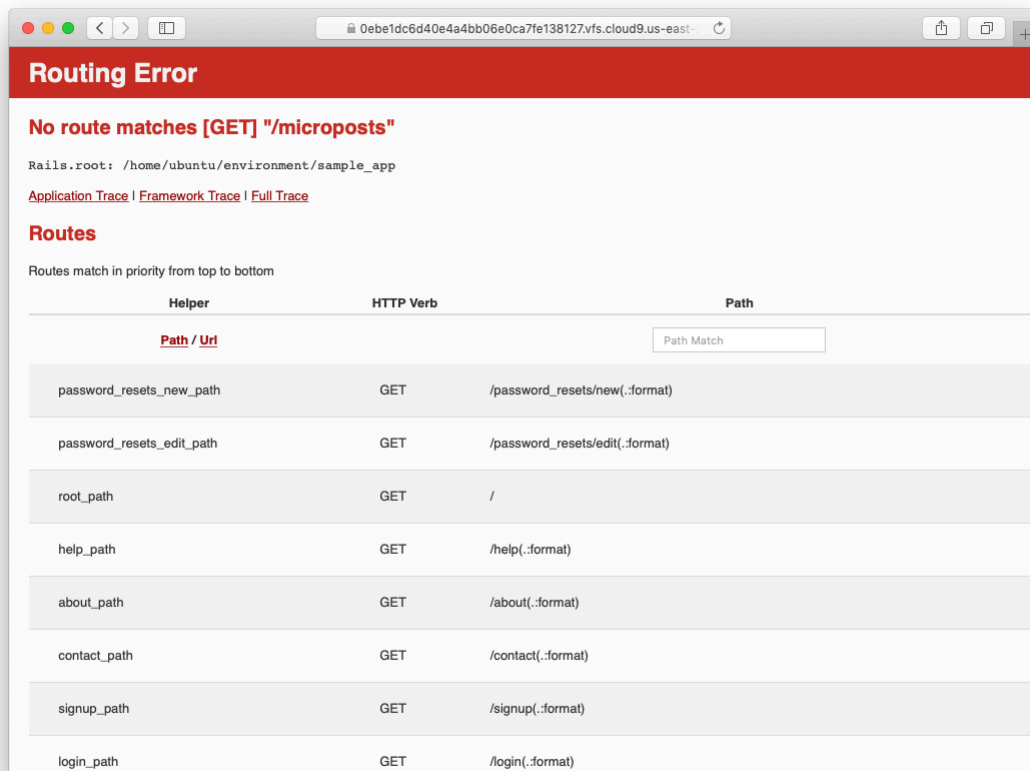 0ebe1dc6d40e4a4bb06e0ca7fe138127.vfs.cloud9.us-east-
Routing Error
No route matches [GET] "/microposts"
Rails.root: /home/ubuntu/environment/sample_app
Application Trace | Framework Trace | Full Trace
Routes
Routes match in priority from top to bottom
Helper HTTP Verb Path
Path / Url Path Match
password_resets_new_path GET /password_resets/new(.:format)
password_resets_edit_path GET /password_resets/edit(.:format)
root_path GET /
help_path GET /help(.:format)
about_path GET /about(.:format)
contact_path GET /contact(.:format)
signup_path GET /signup(.:format)
login_path GET /login(.:format)